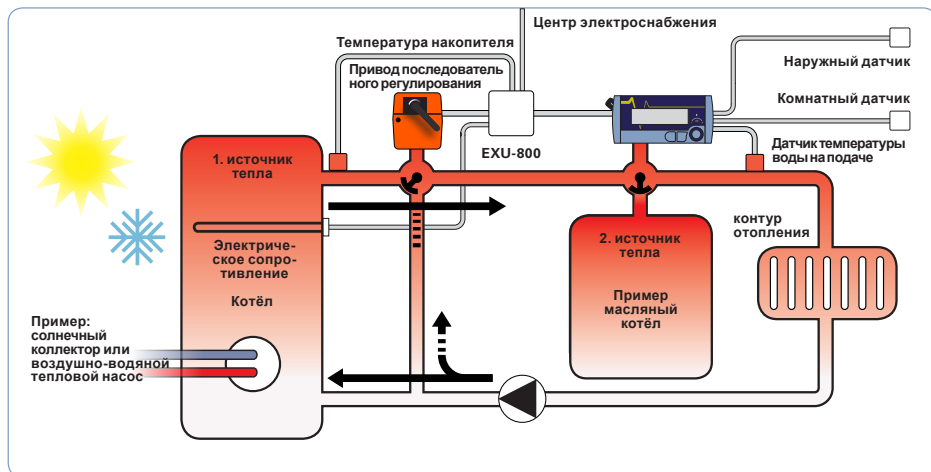 Центр электроснабжения
Температура накопителя
Привод последователь
ного регулирования
Наружный датчик
Комнатный датчик
Датчик температуры
воды на подаче
EXU-800
1. источник
тепла
Электриче-
ское сопро-
тивление
Котёл
2. источник
тепла
Пример
масляный
котёл
контур
отопления
Пример:
солнечный
коллектор или
воздушно-водяной
тепловой насос